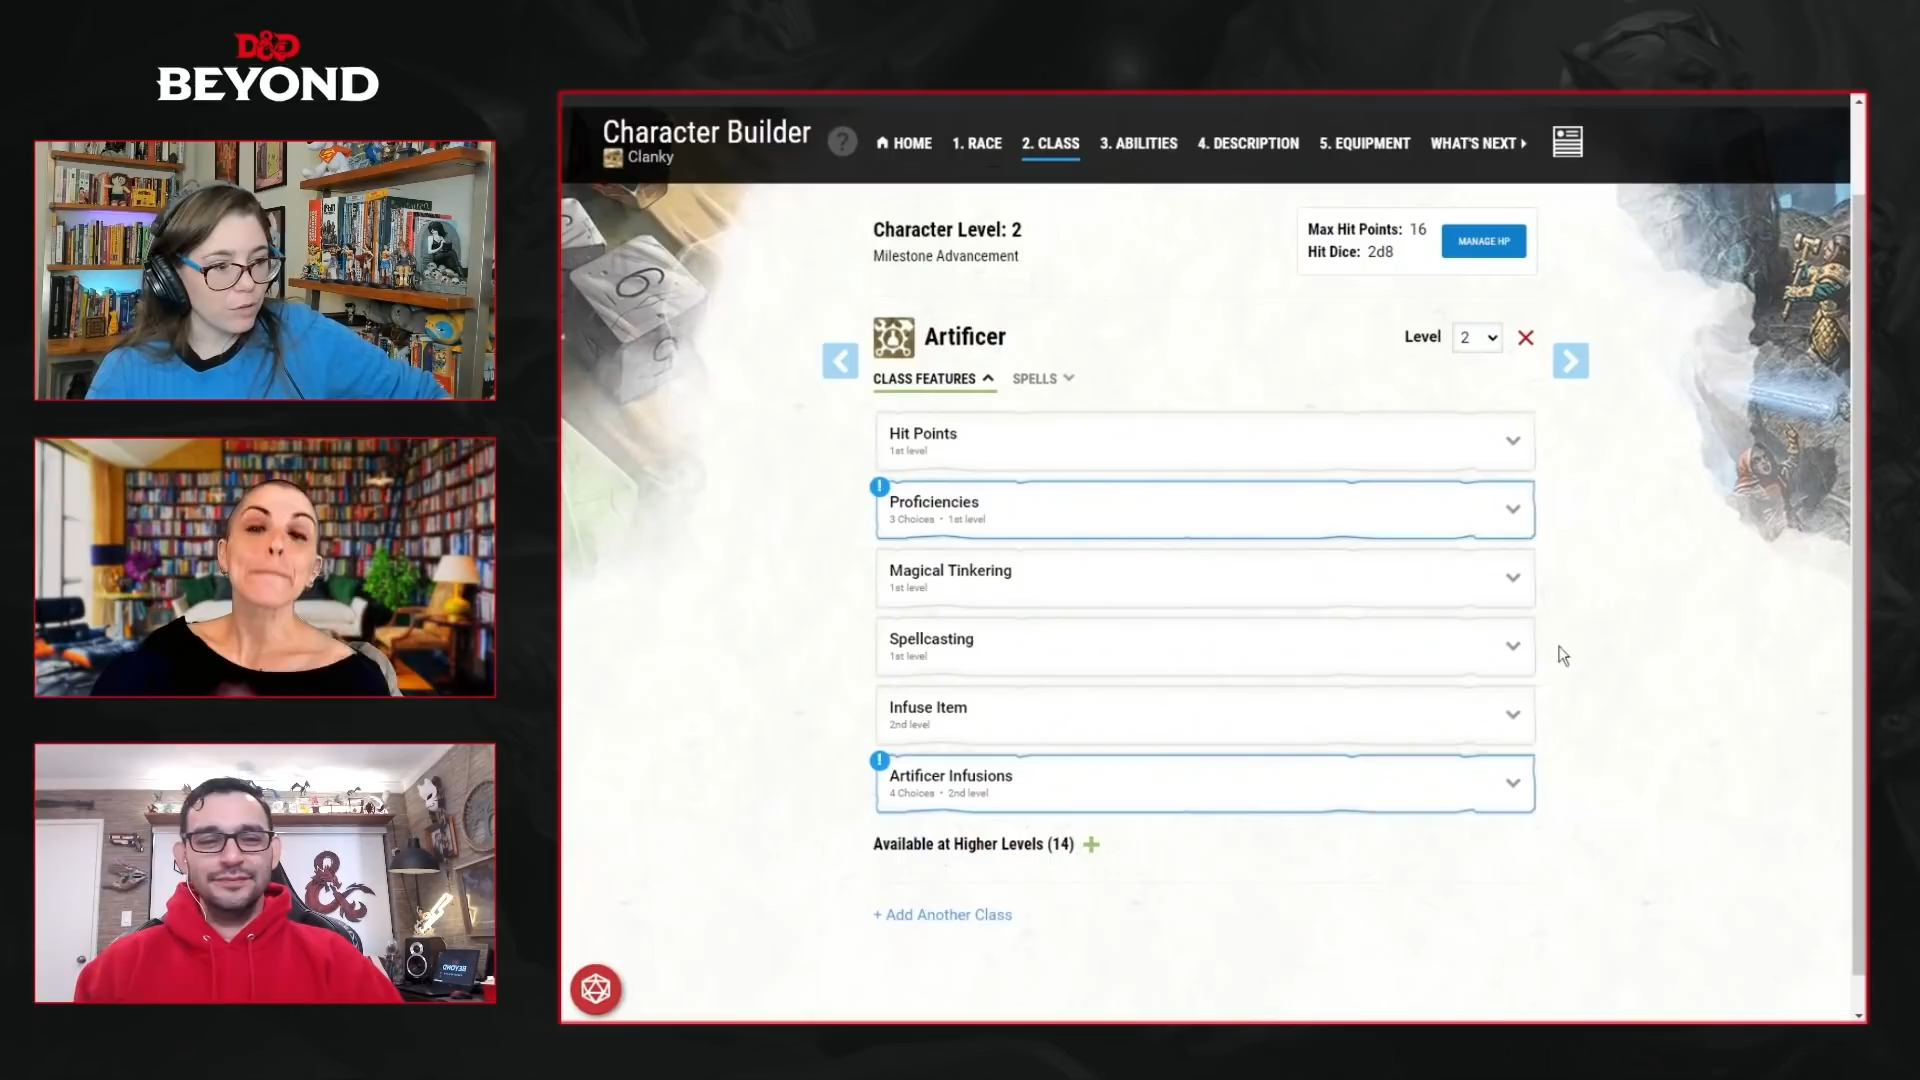 D&D
BEYOND
Character Builder
Clanky
?
HOME
1. RACE
2. CLASS
3. ABILITIES
4. DESCRIPTION
5. EQUIPMENT
WHAT'S NEXT
Character Level: 2
Milestone Advancement
Max Hit Points: 16
Hit Dice: 2d8
MANAGE HP
Artificer
Level 2
CLASS FEATURES
SPELLS
Hit Points
1st level
!
Proficiencies
3 Choices • 1st level
Magical Tinkering
1st level
Spellcasting
1st level
Infuse Item
2nd level
!
Artificer Infusions
4 Choices • 2nd level
Available at Higher Levels (14)
+ Add Another Class